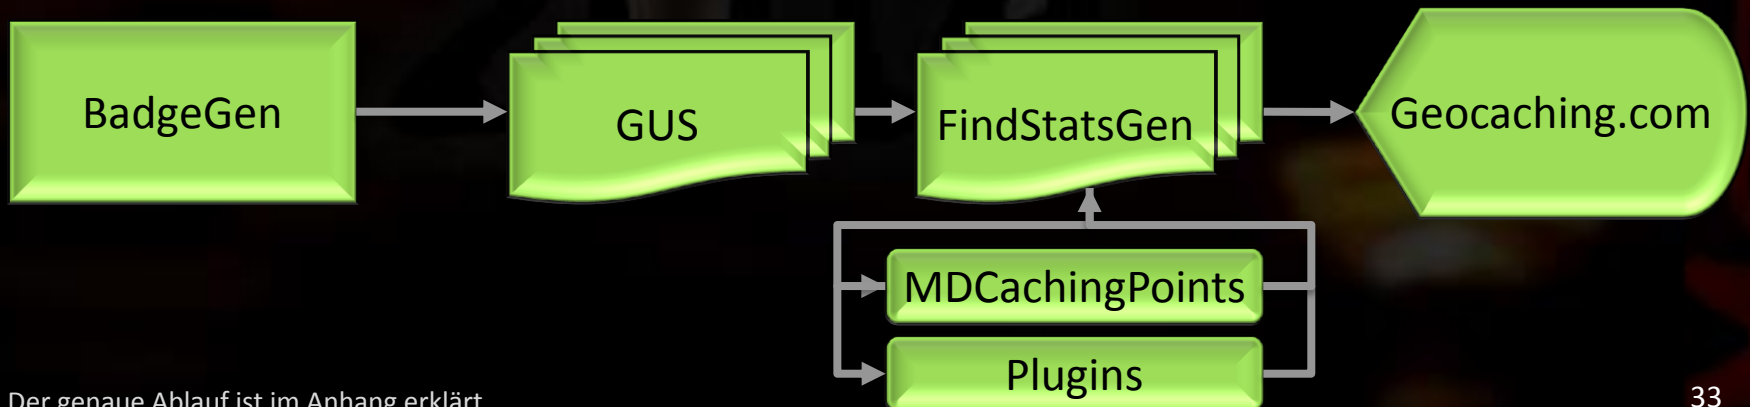 BadgeGen
GUS
FindStatsGen
Geocaching.com
MDCachingPoints
Plugins
Der genaue Ablauf ist im Anhang erklärt
33